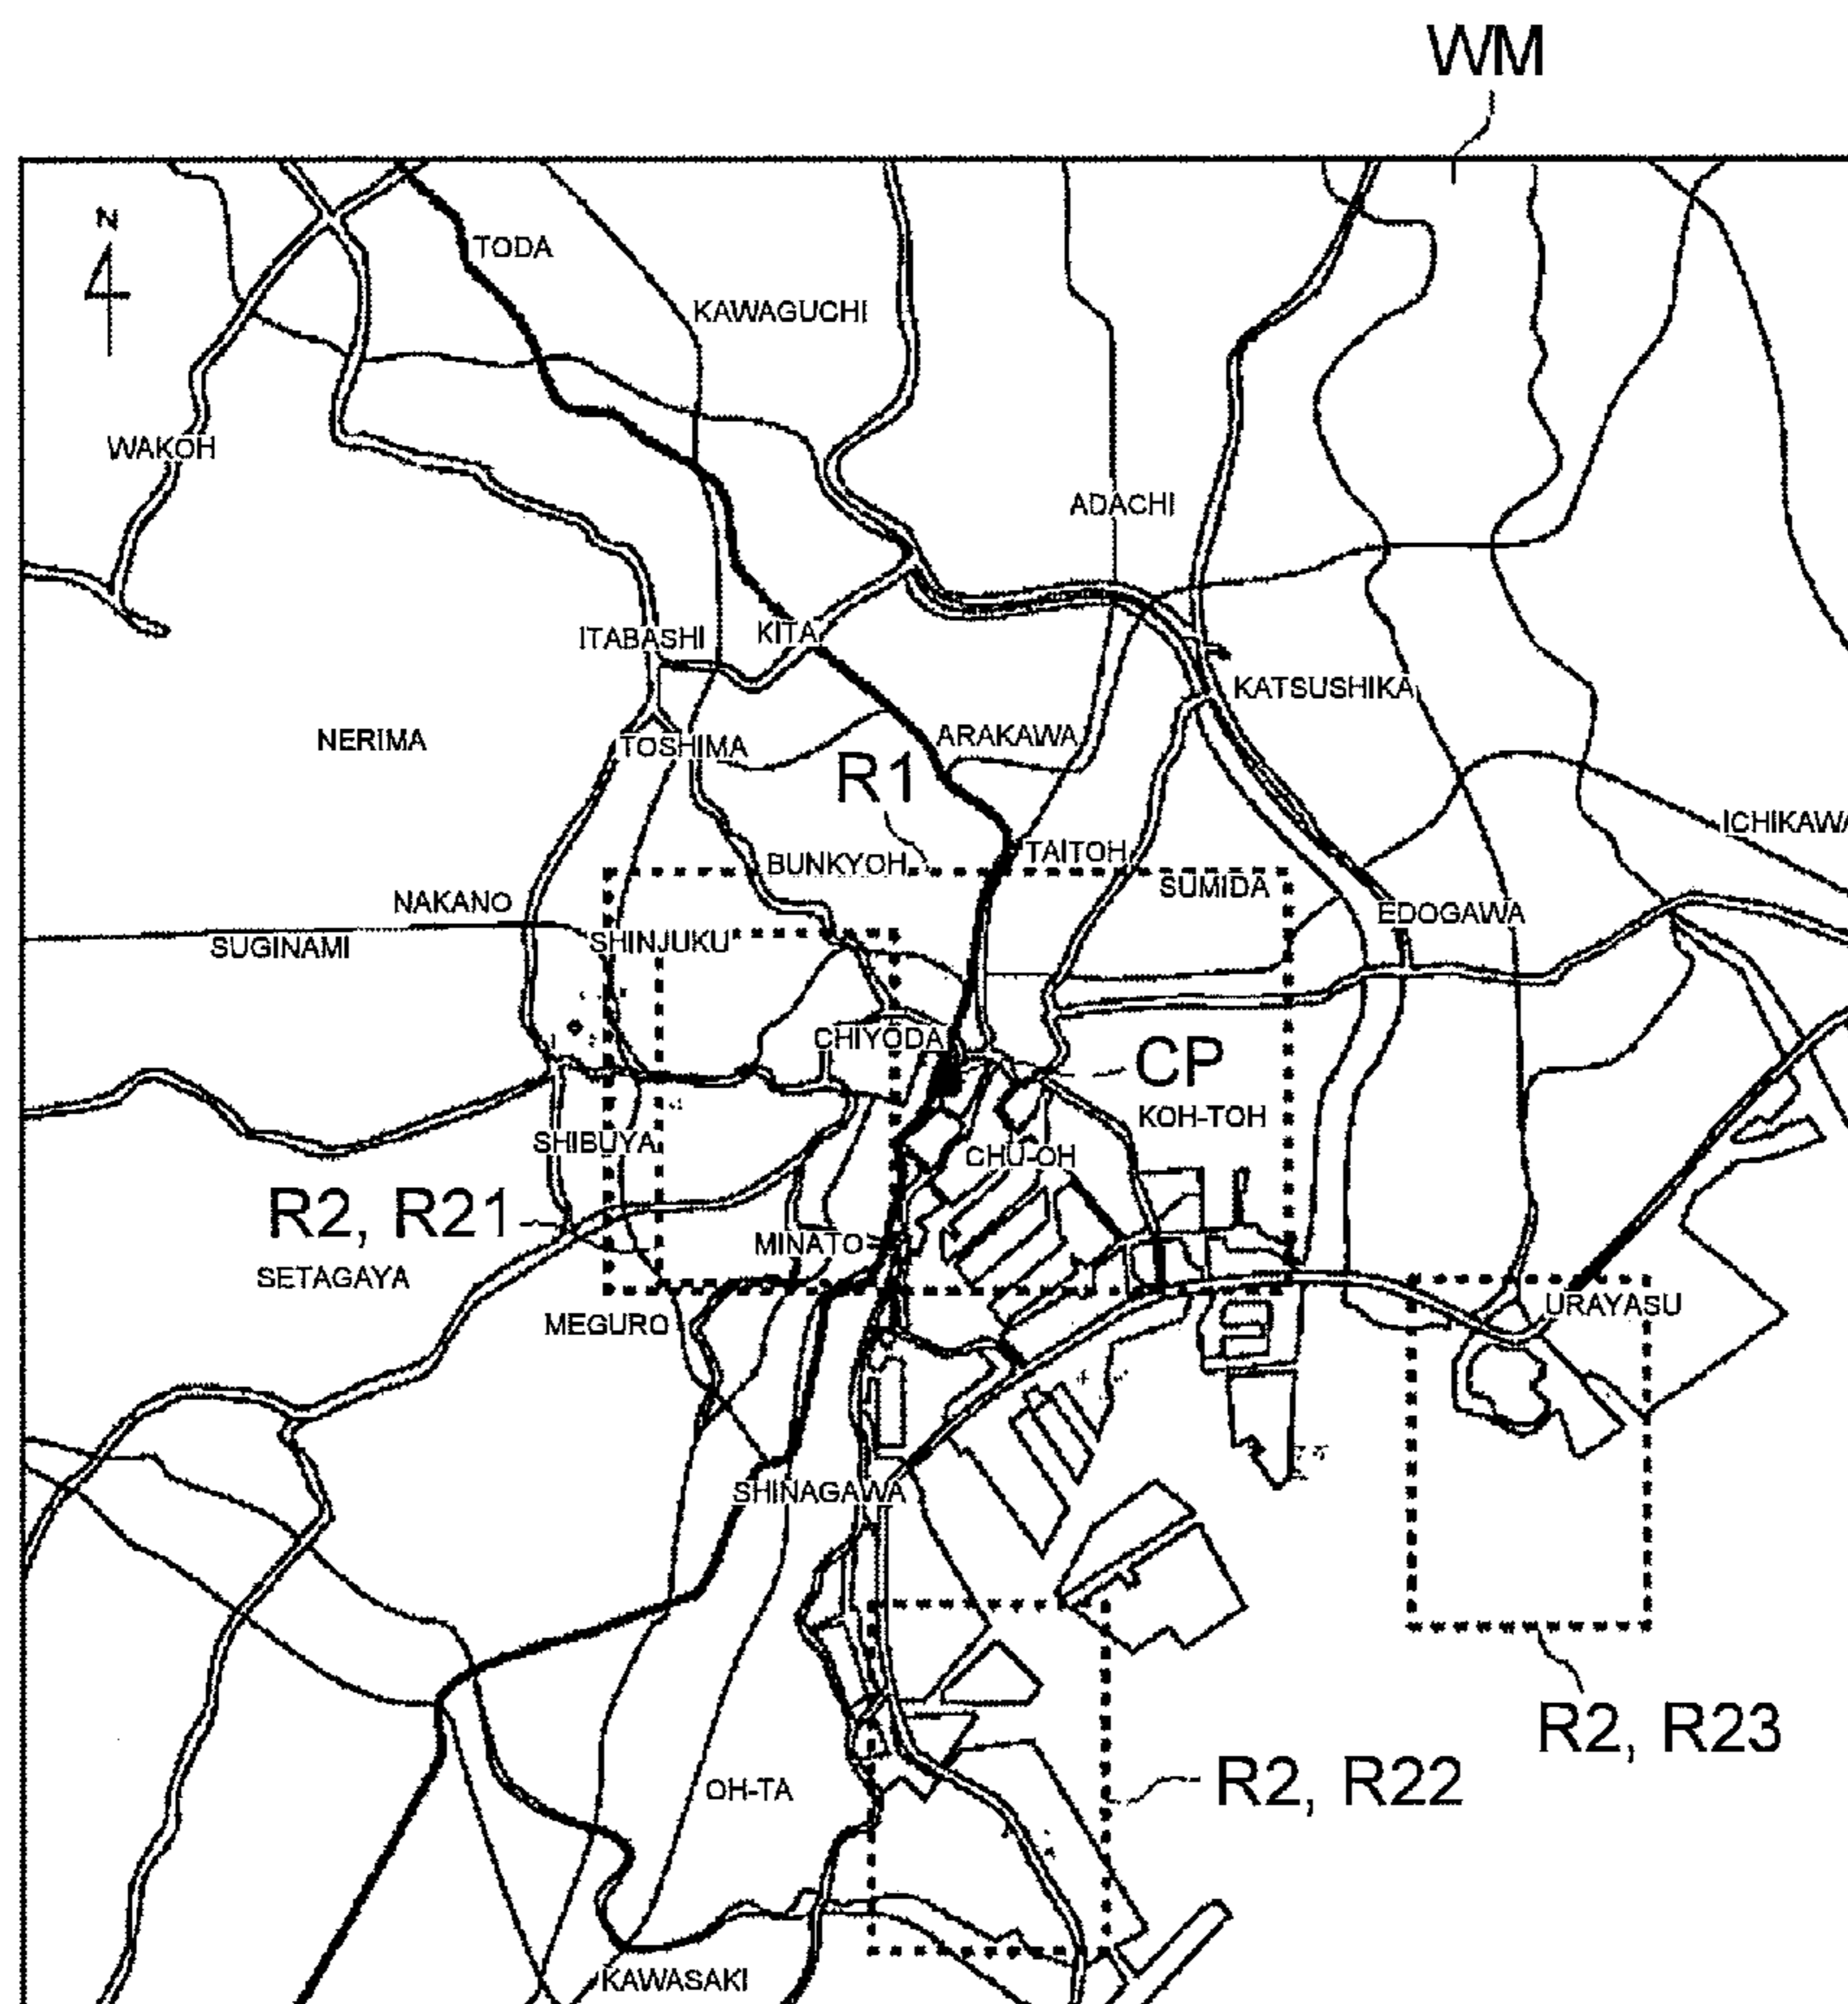 WM
N
TODA
KAWAGUCHI
WAKOH
ADACHI
ITABASHI
KITA
KATSUSHIKA
NERIMA
TOSHIMA
ARAKAWA
R1
ICHIKAWA
BUNKYOH
TAITOH
SUMIDA
NAKANO
EDOGAWA
SUGINAMI
SHINJUKU
CHIYODA
CP
KOH-TOH
SHIBUYA
CHU-OH
R2, R21
MINATO
SETAGAYA
URAYASU
MEGURO
SHINAGAWA
R2, R23
R2, R22
OH-TA
KAWASAKI